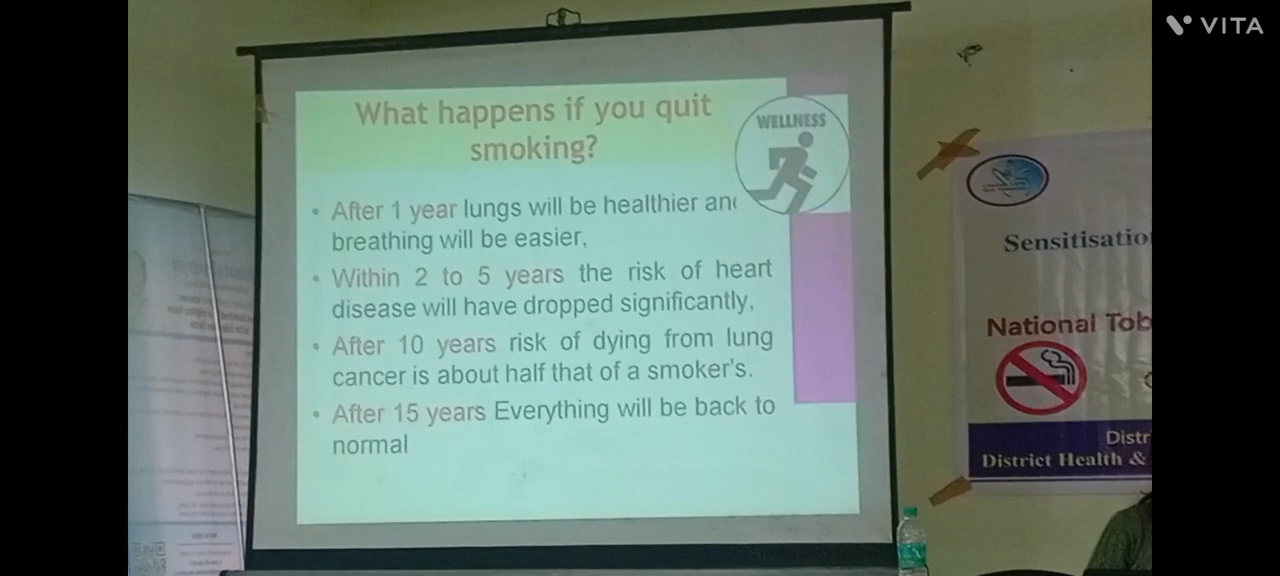 VITA
What happens if you quit
smoking?
WELLNESS
• After 1 year lungs will be healthier and
breathing will be easier,
• Within 2 to 5 years the risk of heart
disease will have dropped significantly,
• After 10 years risk of dying from lung
cancer is about half that of a smoker's.
• After 15 years Everything will be back to
normal
Sensitisatio
National Tob
Distr
District Health &